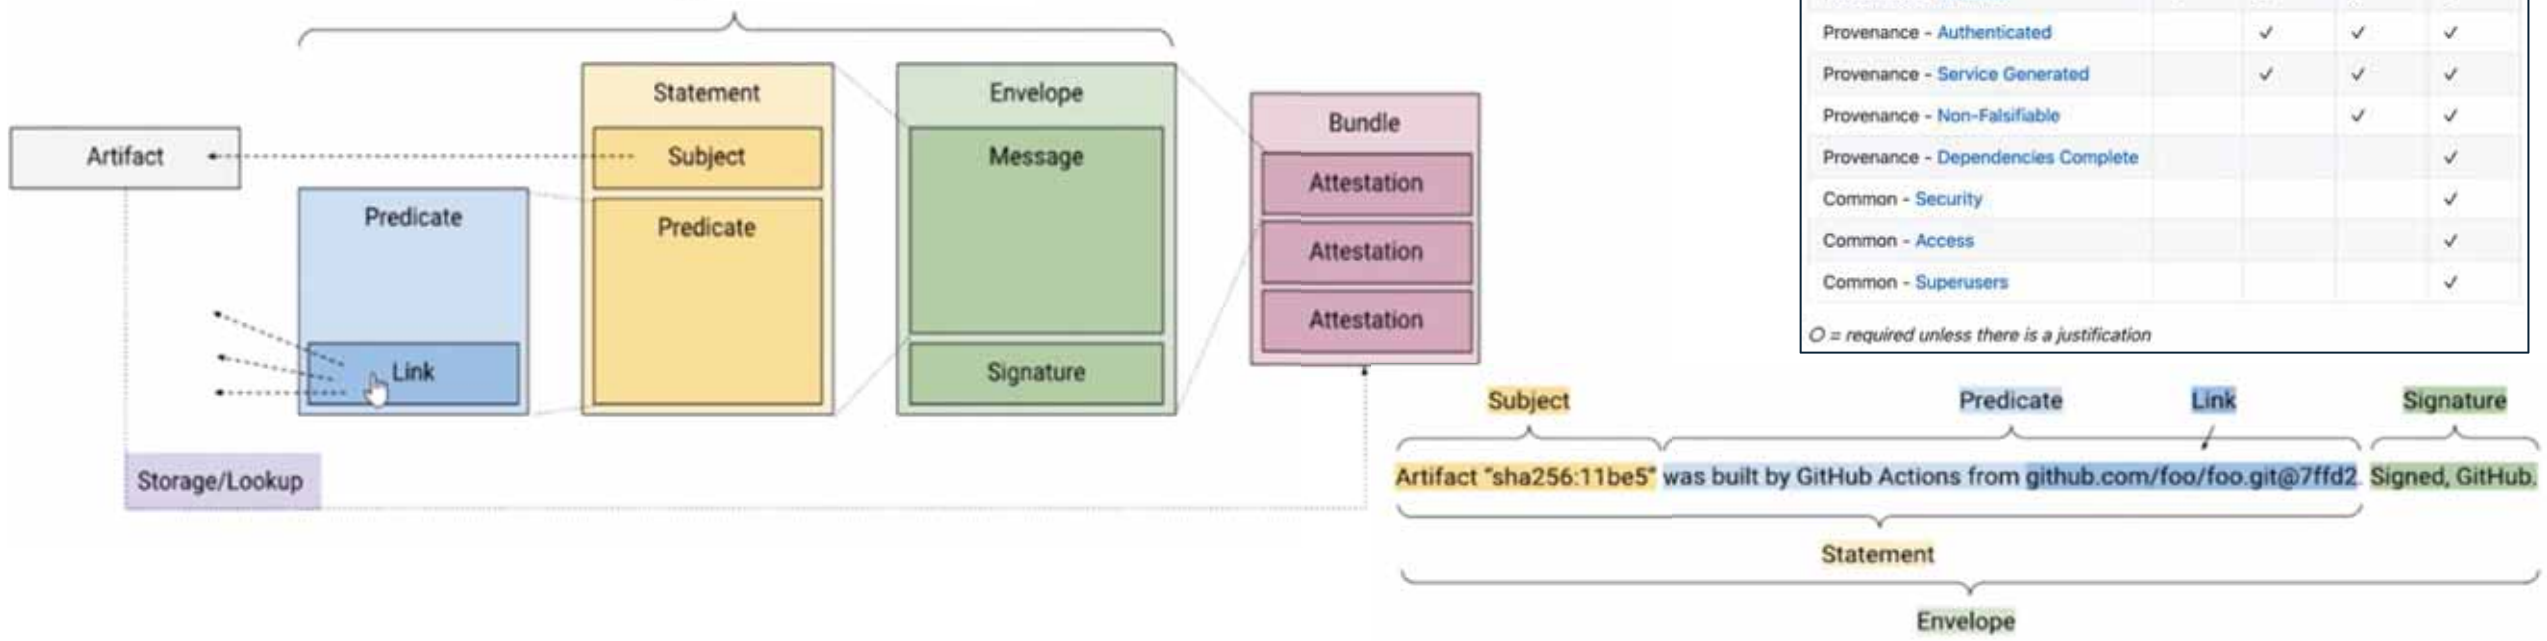 Artifact
Predicate
Link
Statement
Subject
Predicate
Envelope
Message
Signature
Bundle
Attestation
Attestation
Attestation
Storage/Lookup
Provenance - Authenticated ✓ ✓ ✓
Provenance - Service Generated ✓ ✓ ✓
Provenance - Non-Falsifiable ✓ ✓
Provenance - Dependencies Complete ✓
Common - Security ✓
Common - Access ✓
Common - Superusers ✓
O = required unless there is a justification
Subject Predicate Link Signature
Artifact "sha256:11be5" was built by GitHub Actions from github.com/foo/foo.git@7ffd2. Signed, GitHub.
Statement
Envelope